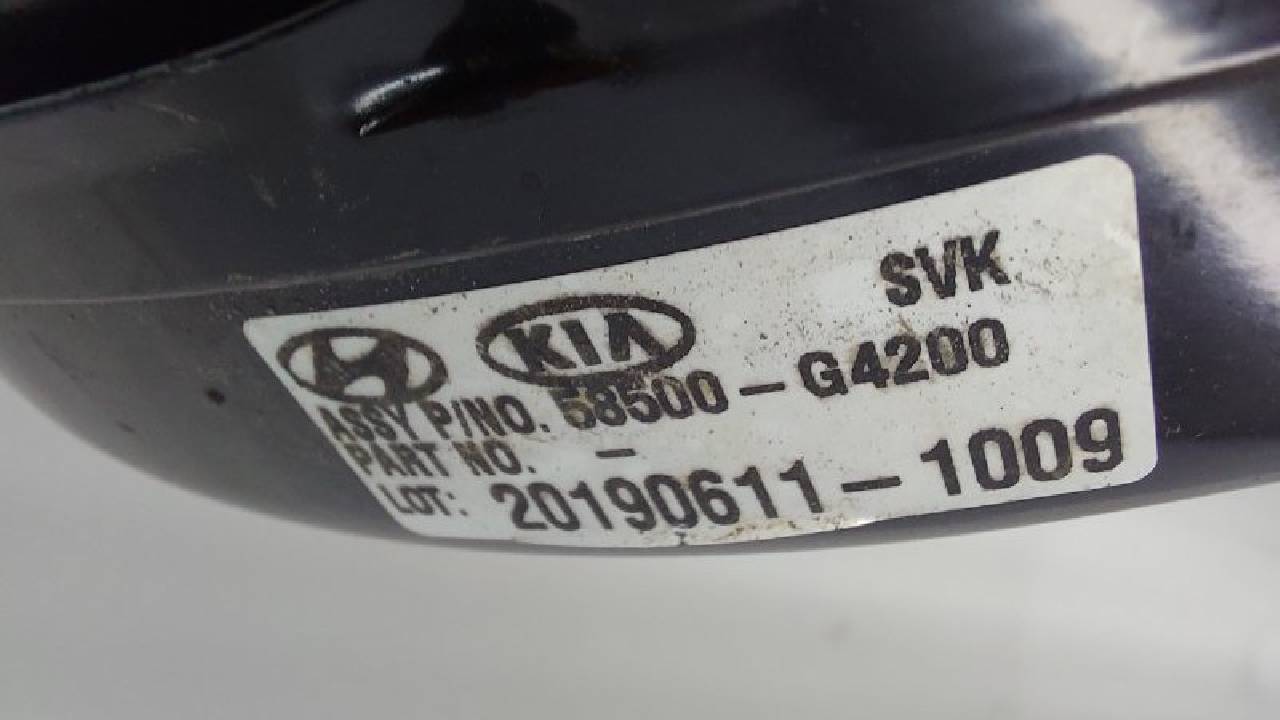 SVK
KIA
ASSY P/NO. 58500-G4200
PART NO. -
LOT: 20190611-1009